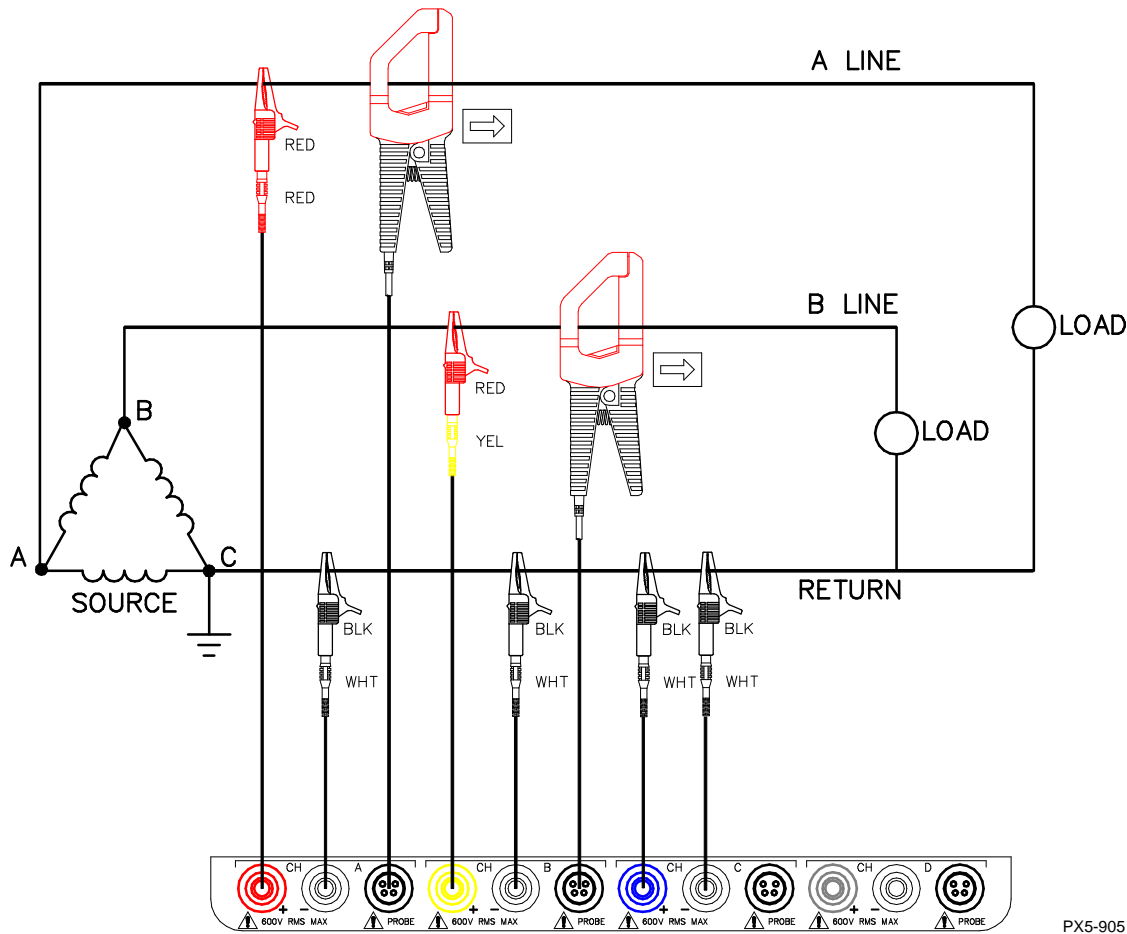 A LINE
RED
RED
B LINE
LOAD
RED
LOAD
YEL
B
A
C
SOURCE
RETURN
BLK
BLK
BLK
BLK
WHT
WHT
WHT
WHT
CH A
CH B
CH C
CH D
+ −
+ −
+ −
+ −
600V RMS MAX PROBE
600V RMS MAX PROBE
600V RMS MAX PROBE
600V RMS MAX PROBE
PX5-905